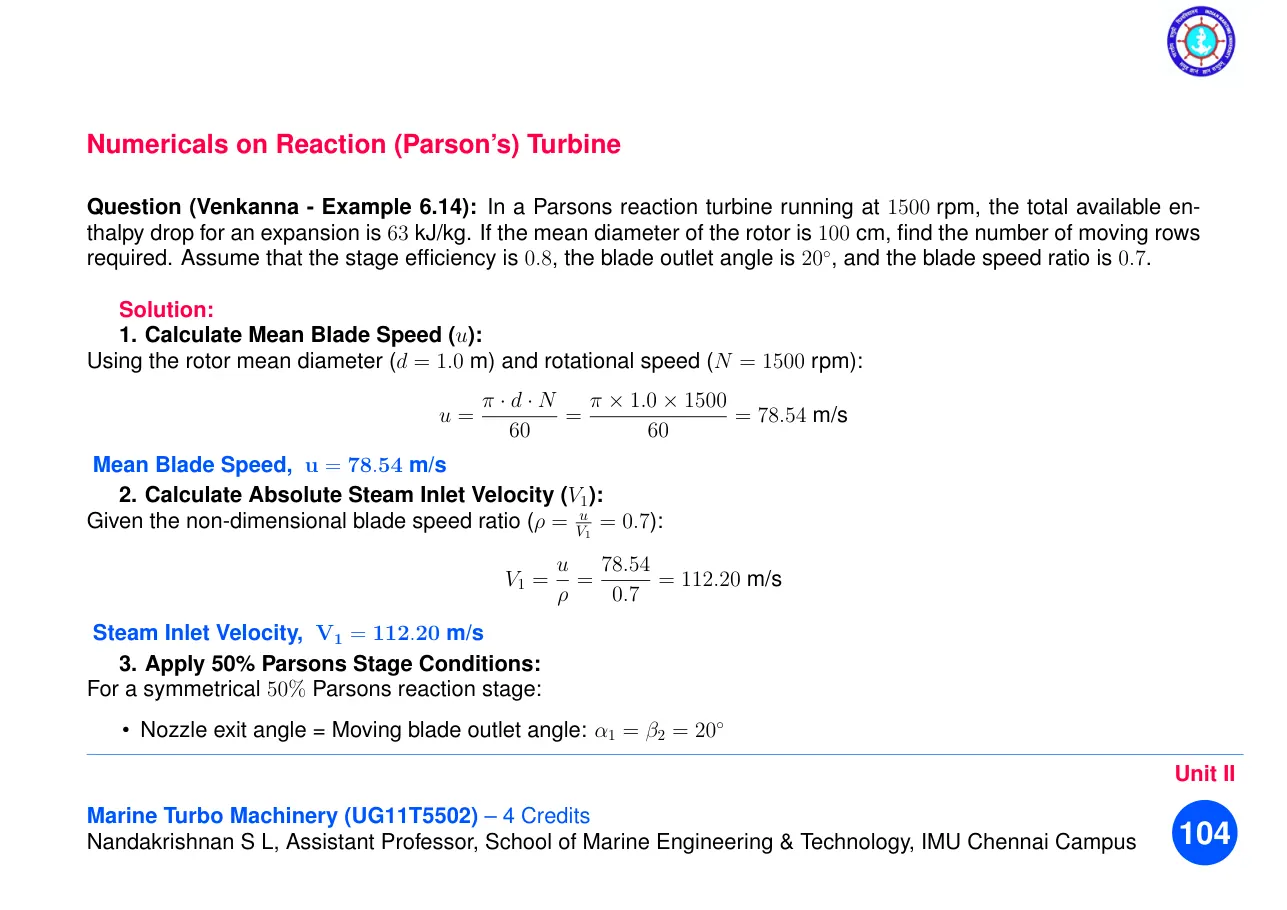 Numericals on Reaction (Parson's) Turbine
Question (Venkanna - Example 6.14): In a Parsons reaction turbine running at 1500 rpm, the total available en-
thalpy drop for an expansion is 63 kJ/kg. If the mean diameter of the rotor is 100 cm, find the number of moving rows
required. Assume that the stage efficiency is 0.8, the blade outlet angle is 20°, and the blade speed ratio is 0.7.
Solution:
1. Calculate Mean Blade Speed (u):
Using the rotor mean diameter (d = 1.0 m) and rotational speed (N = 1500 rpm):
u = \frac{π · d · N}{60} = \frac{π × 1.0 × 1500}{60} = 78.54 m/s
Mean Blade Speed, u = 78.54 m/s
2. Calculate Absolute Steam Inlet Velocity (V₁):
Given the non-dimensional blade speed ratio (ρ = \frac{u}{V₁} = 0.7):
V₁ = \frac{u}{ρ} = \frac{78.54}{0.7} = 112.20 m/s
Steam Inlet Velocity, V₁ = 112.20 m/s
3. Apply 50% Parsons Stage Conditions:
For a symmetrical 50% Parsons reaction stage:
• Nozzle exit angle = Moving blade outlet angle: α₁ = β₂ = 20°
Unit II
Marine Turbo Machinery (UG11T5502) – 4 Credits
Nandakrishnan S L, Assistant Professor, School of Marine Engineering & Technology, IMU Chennai Campus
104